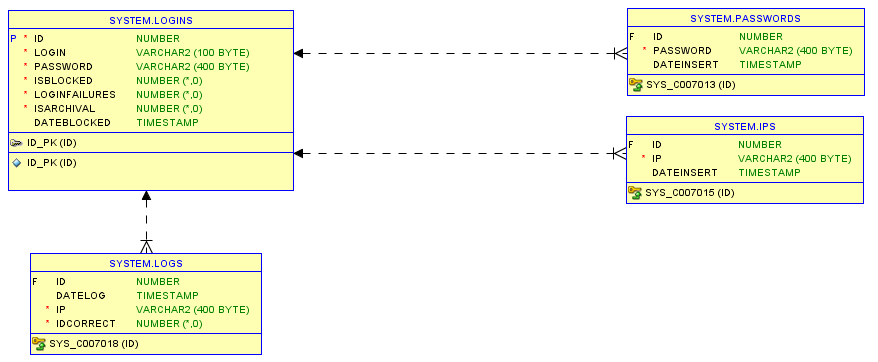 SYSTEM.LOGINS
P * ID NUMBER
* LOGIN VARCHAR2 (100 BYTE)
* PASSWORD VARCHAR2 (400 BYTE)
* ISBLOCKED NUMBER (*,0)
* LOGINFAILURES NUMBER (*,0)
* ISARCHIVAL NUMBER (*,0)
DATEBLOCKED TIMESTAMP
ID_PK (ID)
ID_PK (ID)
SYSTEM.PASSWORDS
F ID NUMBER
* PASSWORD VARCHAR2 (400 BYTE)
DATEINSERT TIMESTAMP
SYS_C007013 (ID)
SYSTEM.IPS
F ID NUMBER
* IP VARCHAR2 (400 BYTE)
DATEINSERT TIMESTAMP
SYS_C007015 (ID)
SYSTEM.LOGS
F ID NUMBER
DATELOG TIMESTAMP
* IP VARCHAR2 (400 BYTE)
* IDCORRECT NUMBER (*,0)
SYS_C007018 (ID)